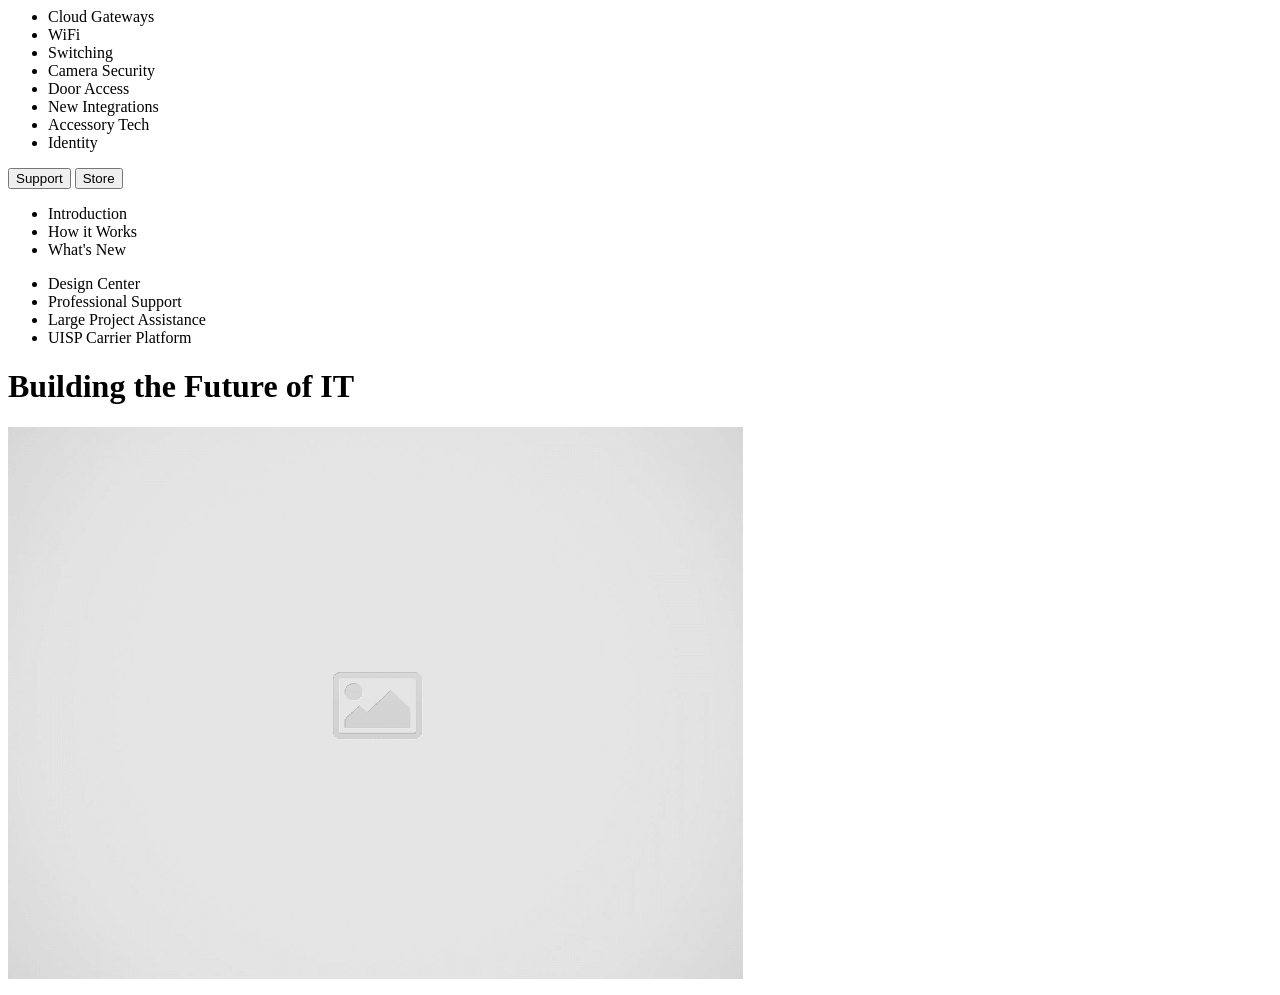 Cloud Gateways
WiFi
Switching
Camera Security
Door Access
New Integrations
Accessory Tech
Identity
Support Store
Introduction
How it Works
What's New
Design Center
Professional Support
Large Project Assistance
UISP Carrier Platform
Building the Future of IT